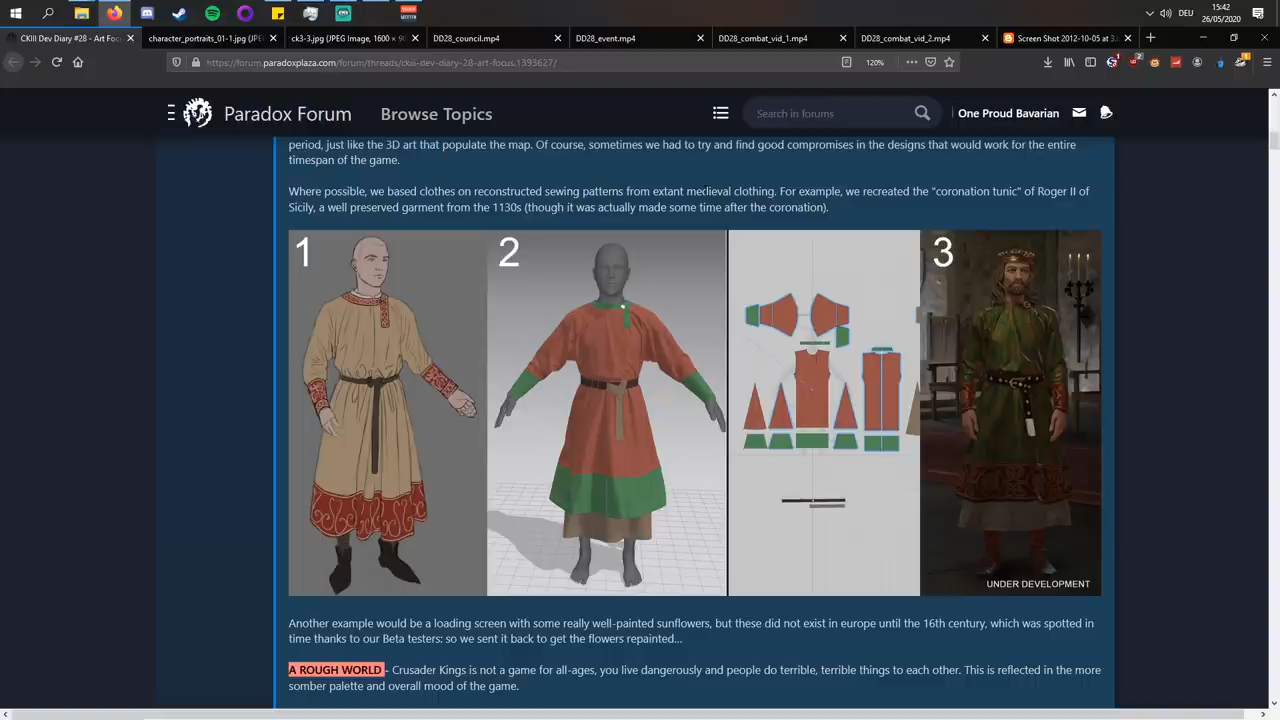 15:42
DEU
26/05/2020
CKIII Dev Diary #28 - Art Foc
character_portraits_01-1.jpg (JPE
ck3-3.jpg (JPEG Image, 1600 × 90
DD28_council.mp4
DD28_event.mp4
DD28_combat_vid_1.mp4
DD28_combat_vid_2.mp4
Screen Shot 2012-10-05 at 3.
https://forum.paradoxplaza.com/forum/threads/ckiii-dev-diary-28-art-focus.1393627/
120%
Paradox Forum
Browse Topics
Search in forums
One Proud Bavarian
period, just like the 3D art that populate the map. Of course, sometimes we had to try and find good compromises in the designs that would work for the entire
timespan of the game.
Where possible, we based clothes on reconstructed sewing patterns from extant medieval clothing. For example, we recreated the "coronation tunic" of Roger II of
Sicily, a well preserved garment from the 1130s (though it was actually made some time after the coronation).
1
2
3
UNDER DEVELOPMENT
Another example would be a loading screen with some really well-painted sunflowers, but these did not exist in europe until the 16th century, which was spotted in
time thanks to our Beta testers: so we sent it back to get the flowers repainted...
A ROUGH WORLD - Crusader Kings is not a game for all-ages, you live dangerously and people do terrible, terrible things to each other. This is reflected in the more
somber palette and overall mood of the game.